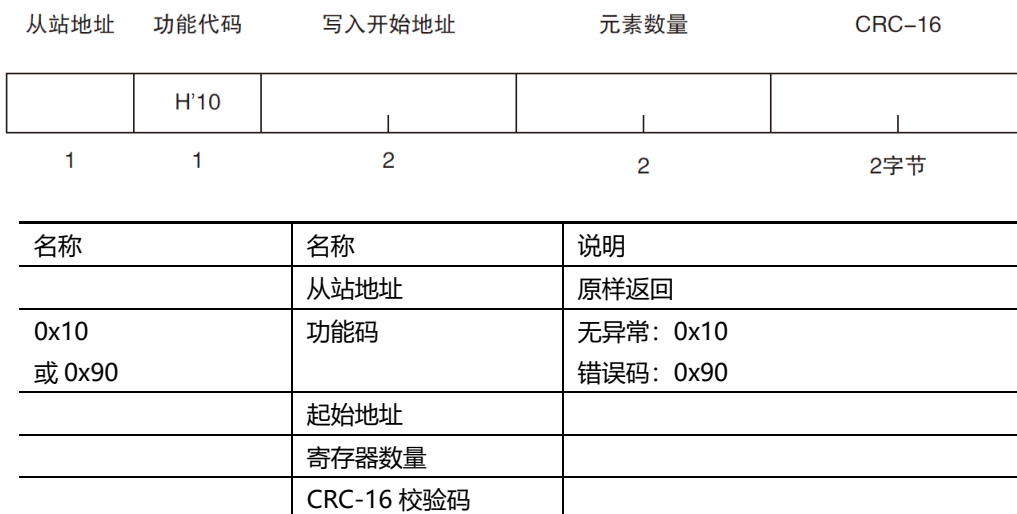 从站地址 功能代码 写入开始地址 元素数量 CRC-16
H'10
1 1 2 2 2字节
名称 名称 说明
从站地址 原样返回
0x10 功能码 无异常：0x10
或 0x90 错误码：0x90
起始地址
寄存器数量
CRC-16 校验码